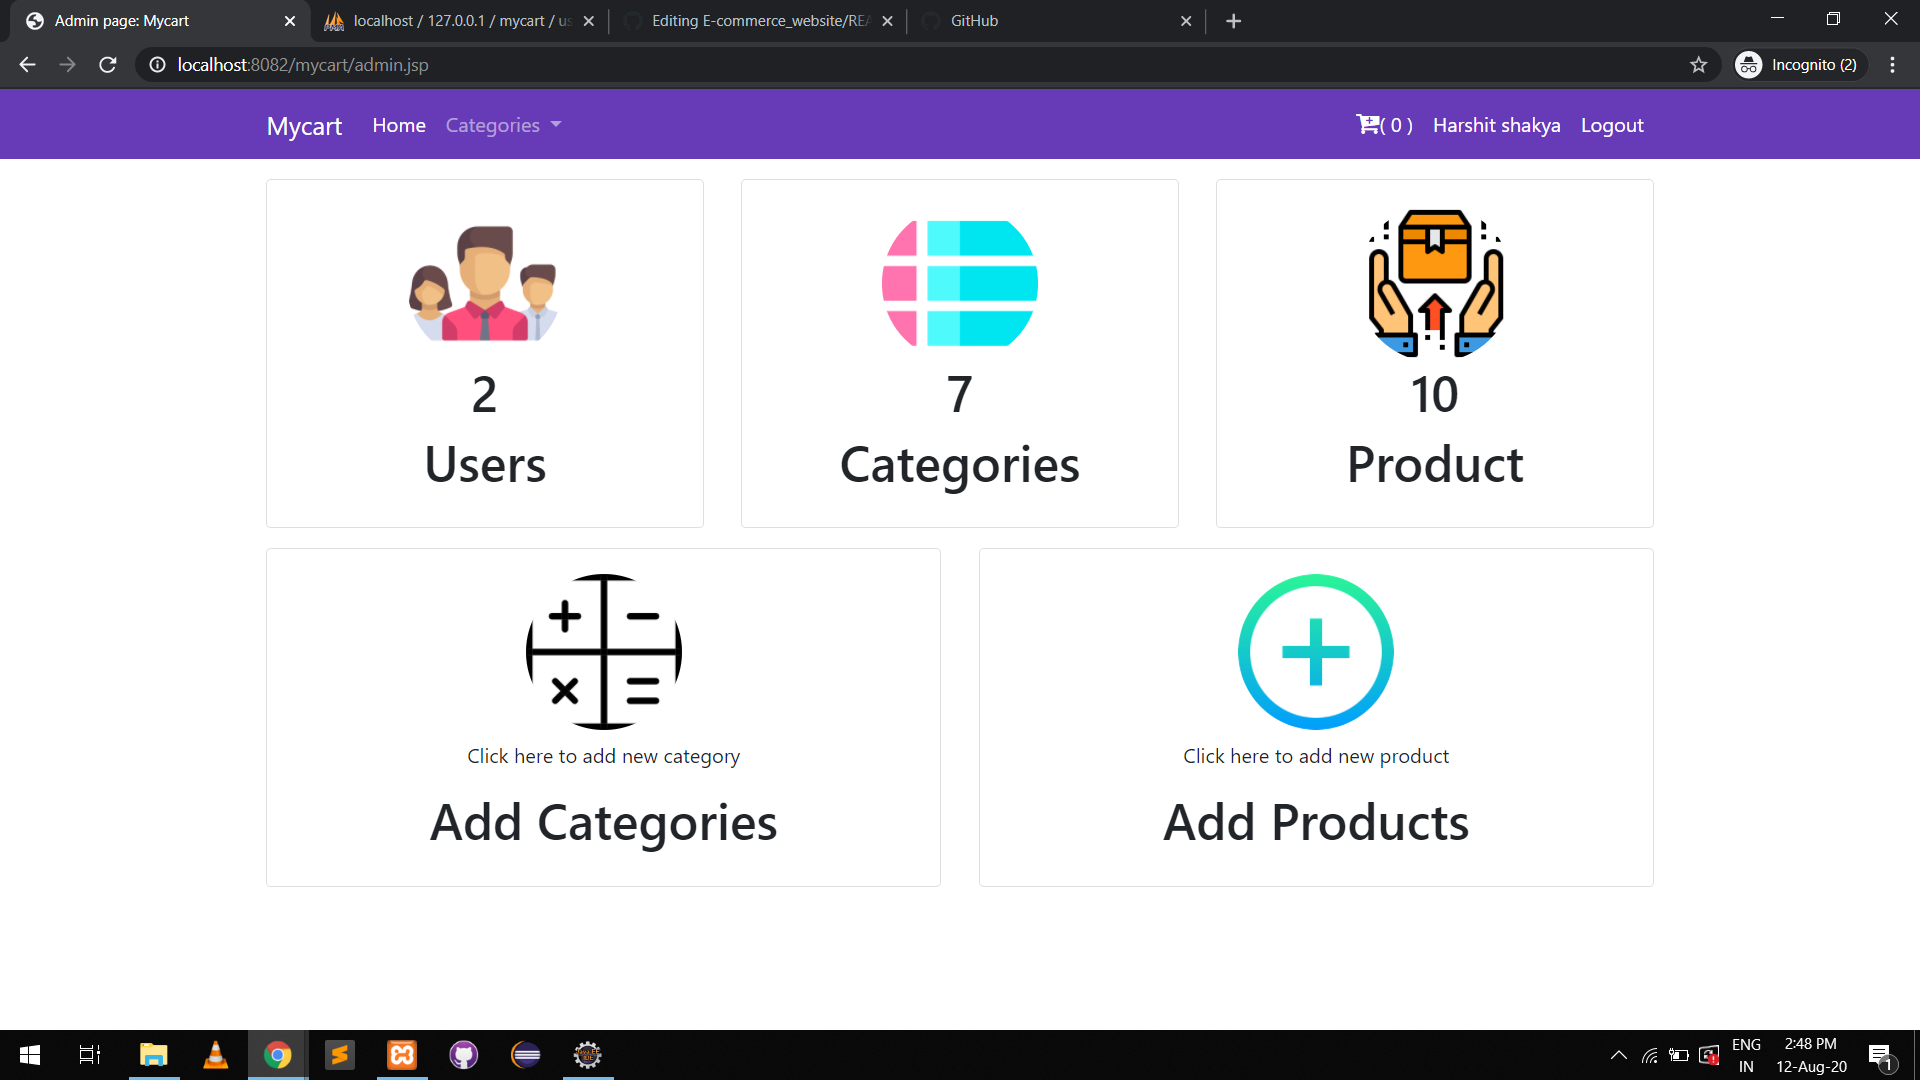 Admin page: Mycart
localhost / 127.0.0.1 / mycart / us
Editing E-commerce_website/REA
GitHub
localhost:8082/mycart/admin.jsp
Incognito (2)
Mycart
Home
Categories
( 0 )
Harshit shakya
Logout
2
Users
7
Categories
10
Product
Click here to add new category
Add Categories
Click here to add new product
Add Products
ENG
IN
2:48 PM
12-Aug-20
1